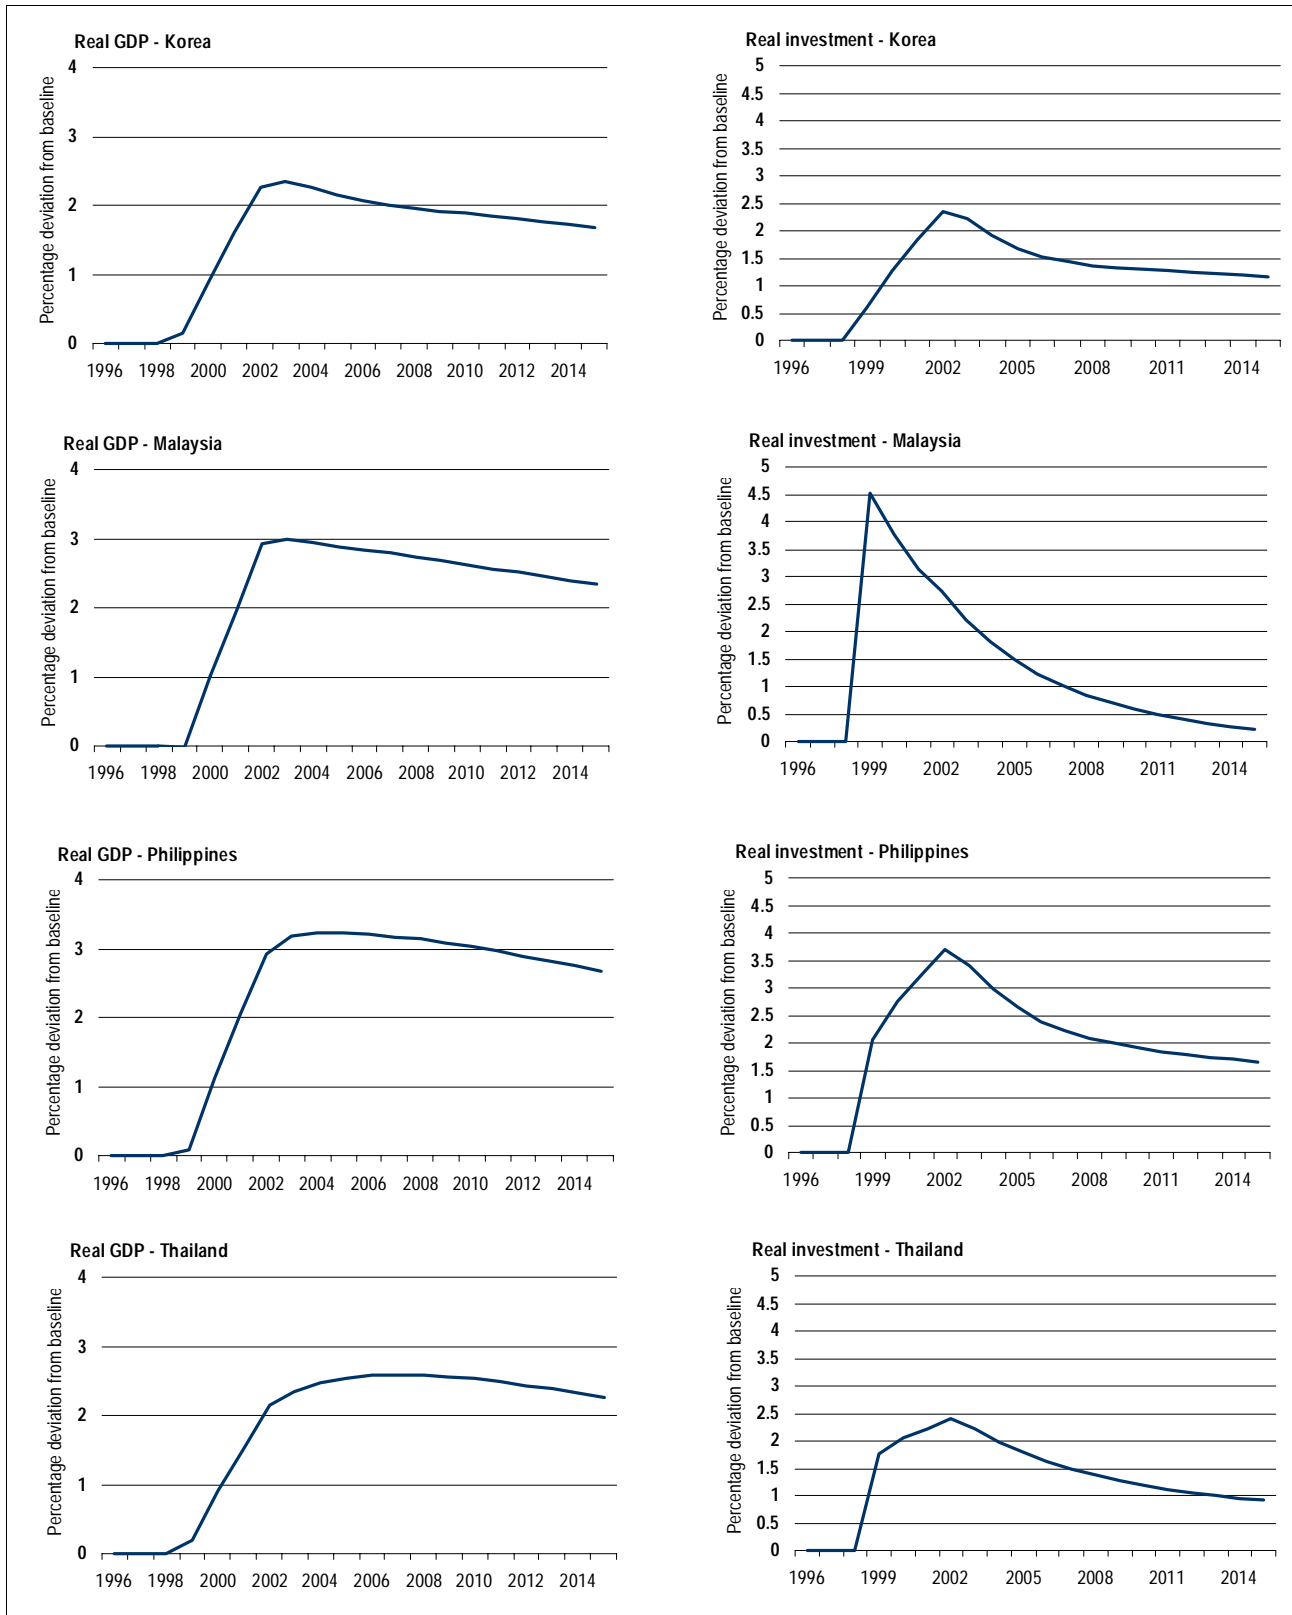 Real GDP - Korea
Percentage deviation from baseline
4
3
2
1
0
1996 1998 2000 2002 2004 2006 2008 2010 2012 2014
Real investment - Korea
Percentage deviation from baseline
5
4.5
4
3.5
3
2.5
2
1.5
1
0.5
0
1996 1999 2002 2005 2008 2011 2014
Real GDP - Malaysia
Percentage deviation from baseline
4
3
2
1
0
1996 1998 2000 2002 2004 2006 2008 2010 2012 2014
Real investment - Malaysia
Percentage deviation from baseline
5
4.5
4
3.5
3
2.5
2
1.5
1
0.5
0
1996 1999 2002 2005 2008 2011 2014
Real GDP - Philippines
Percentage deviation from baseline
4
3
2
1
0
1996 1998 2000 2002 2004 2006 2008 2010 2012 2014
Real investment - Philippines
Percentage deviation from baseline
5
4.5
4
3.5
3
2.5
2
1.5
1
0.5
0
1996 1999 2002 2005 2008 2011 2014
Real GDP - Thailand
Percentage deviation from baseline
4
3
2
1
0
1996 1998 2000 2002 2004 2006 2008 2010 2012 2014
Real investment - Thailand
Percentage deviation from baseline
5
4.5
4
3.5
3
2.5
2
1.5
1
0.5
0
1996 1999 2002 2005 2008 2011 2014